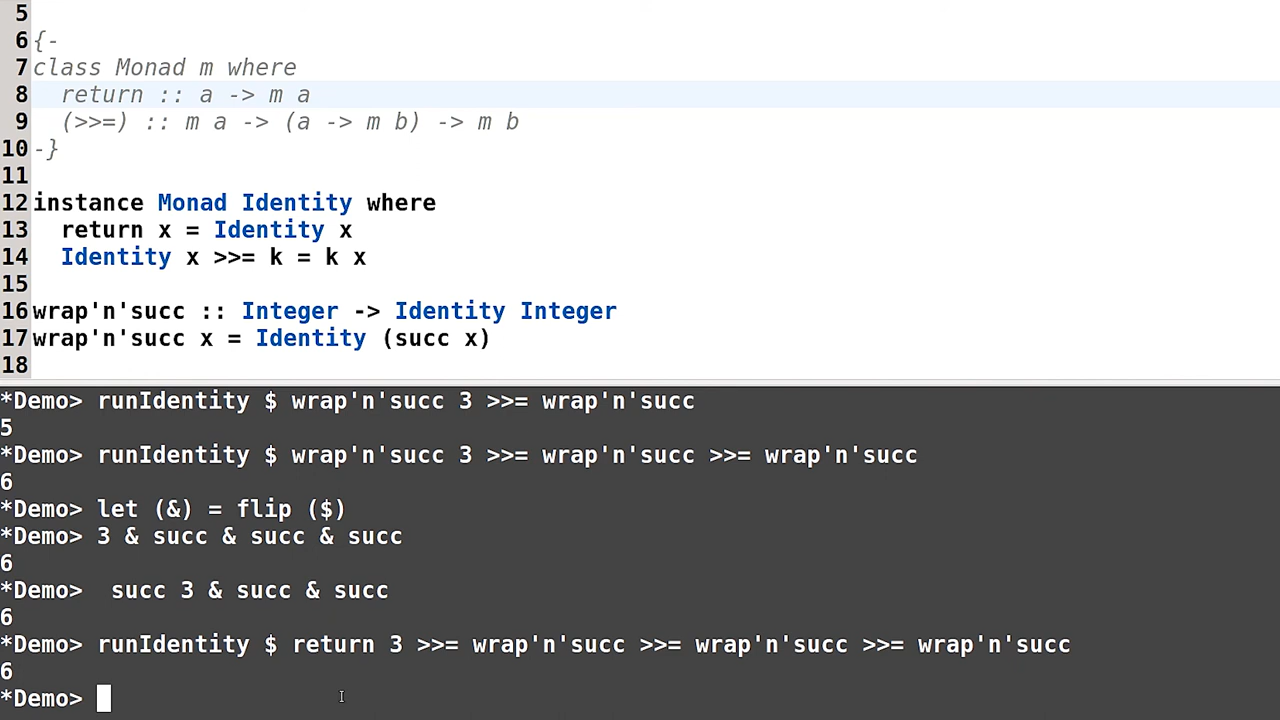 5
6 {-
7 class Monad m where
8   return :: a -> m a
9   (>>=) :: m a -> (a -> m b) -> m b
10 -}
11
12 instance Monad Identity where
13   return x = Identity x
14   Identity x >>= k = k x
15
16 wrap'n'succ :: Integer -> Identity Integer
17 wrap'n'succ x = Identity (succ x)
18
*Demo> runIdentity $ wrap'n'succ 3 >>= wrap'n'succ
5
*Demo> runIdentity $ wrap'n'succ 3 >>= wrap'n'succ >>= wrap'n'succ
6
*Demo> let (&) = flip ($)
*Demo> 3 & succ & succ & succ
6
*Demo>  succ 3 & succ & succ
6
*Demo> runIdentity $ return 3 >>= wrap'n'succ >>= wrap'n'succ >>= wrap'n'succ
6
*Demo>